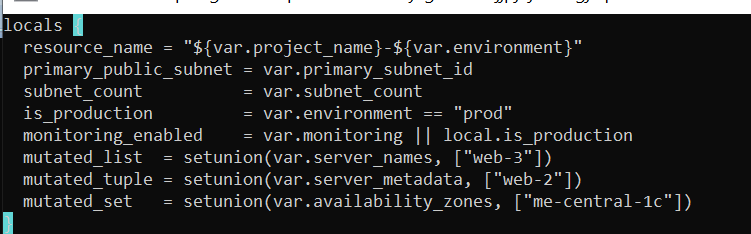 locals {
  resource_name = "${var.project_name}-${var.environment}"
  primary_public_subnet = var.primary_subnet_id
  subnet_count          = var.subnet_count
  is_production         = var.environment == "prod"
  monitoring_enabled    = var.monitoring || local.is_production
  mutated_list  = setunion(var.server_names, ["web-3"])
  mutated_tuple = setunion(var.server_metadata, ["web-2"])
  mutated_set   = setunion(var.availability_zones, ["me-central-1c"])
}